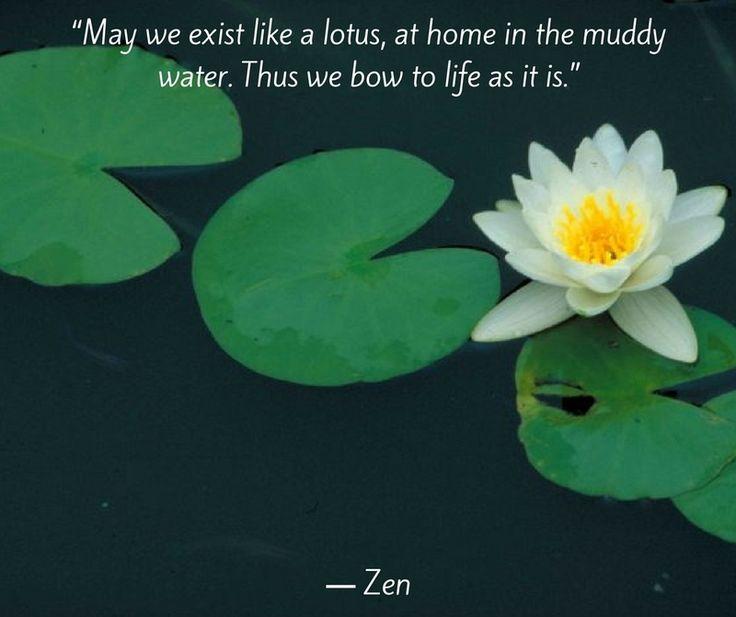 “May we exist like a lotus, at home in the muddy
water. Thus we bow to life as it is.”
— Zen